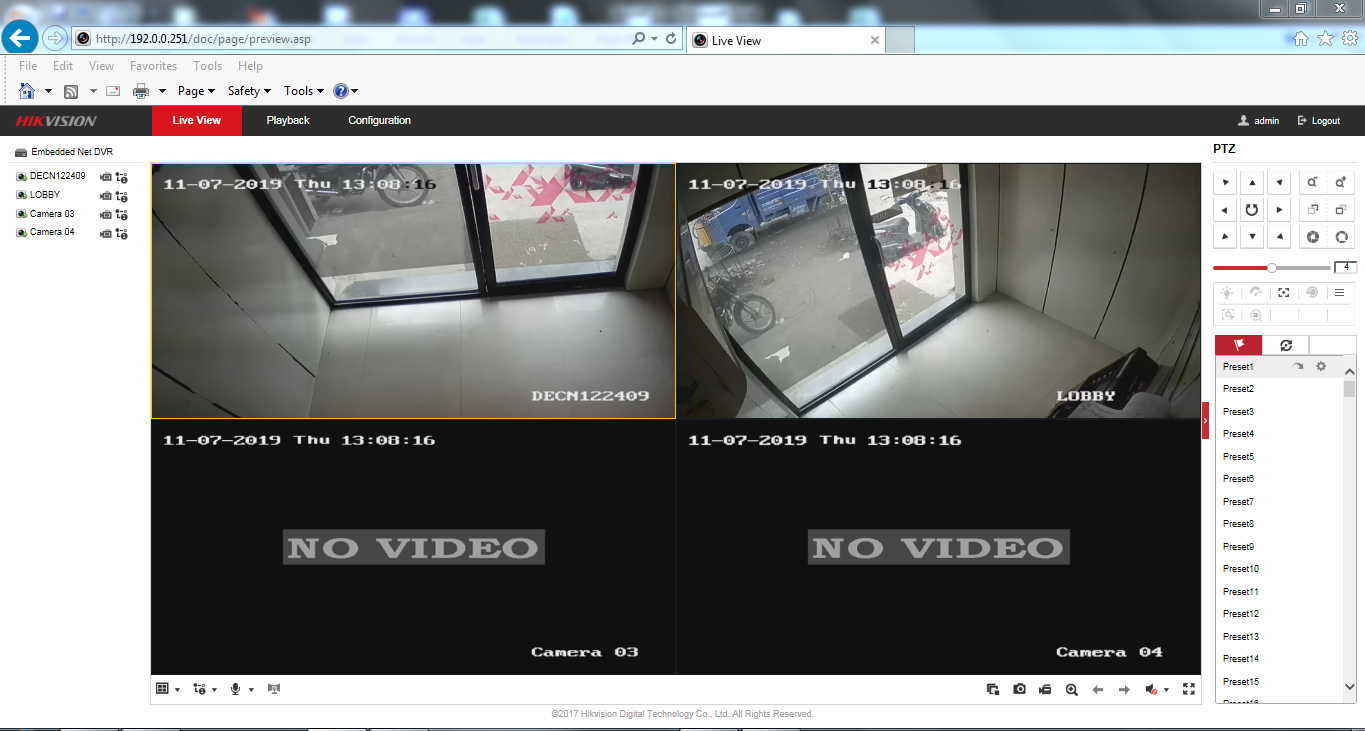 http://192.0.0.251/doc/page/preview.asp
Live View
File Edit View Favorites Tools Help
Page Safety Tools
HIKVISION
Live View Playback Configuration
admin Logout
Embedded Net DVR
DECN122409
LOBBY
Camera 03
Camera 04
11-07-2019 Thu 13:08:16
DECN122409
11-07-2019 Thu 13:08:16
LOBBY
11-07-2019 Thu 13:08:16
NO VIDEO
Camera 03
11-07-2019 Thu 13:08:16
NO VIDEO
Camera 04
PTZ
4
Preset1
Preset2
Preset3
Preset4
Preset5
Preset6
Preset7
Preset8
Preset9
Preset10
Preset11
Preset12
Preset13
Preset14
Preset15
©2017 Hikvision Digital Technology Co., Ltd. All Rights Reserved.